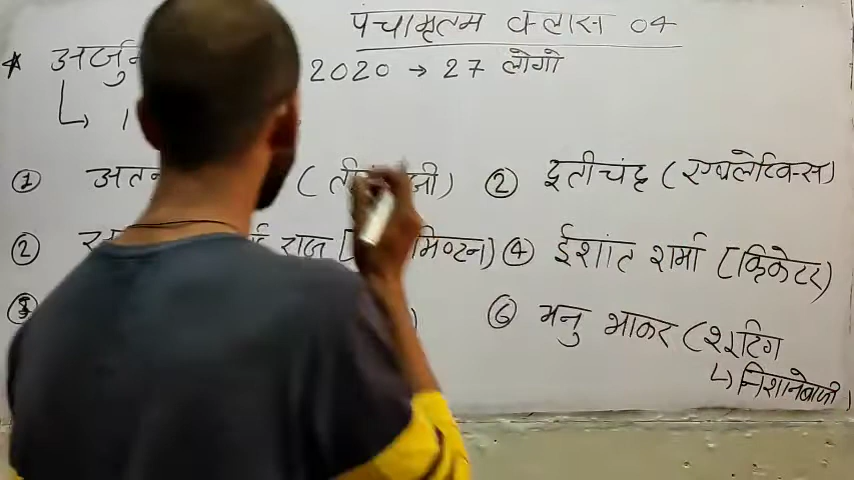 पंचामृतम क्लास 04
* अर्जुन 2020 → 27 लोगो
① अतन ( ती जी) ② दूतीचंद (एथलेटिक्स)
② राज [ मिण्टन) ④ ईशांत शर्मा [क्रिकेटर)
⑥ मनु भाकर (शूटिंग
↳ निशानेबाजी)